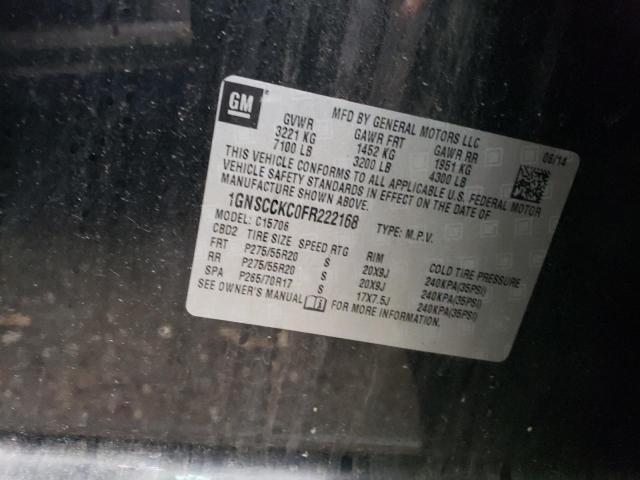 GM
MFD BY GENERAL MOTORS LLC
GVWR GAWR FRT GAWR RR 06/14
3221 KG 1452 KG 1951 KG
7100 LB 3200 LB 4300 LB
THIS VEHICLE CONFORMS TO ALL APPLICABLE U.S. FEDERAL MOTOR
VEHICLE SAFETY STANDARDS IN EFFECT ON THE DATE OF
MANUFACTURE FROM ABOVE.
1GNSCCKC0FR222168 TYPE: M.P.V.
MODEL: C15706
CBD2 TIRE SIZE SPEED RTG RIM COLD TIRE PRESSURE
FRT P275/55R20 S 20X9J 240KPA(35PSI)
RR P275/55R20 S 20X9J 240KPA(35PSI)
SPA P265/70R17 S 17X7.5J 240KPA(35PSI)
SEE OWNER'S MANUAL i FOR MORE INFORMATION.